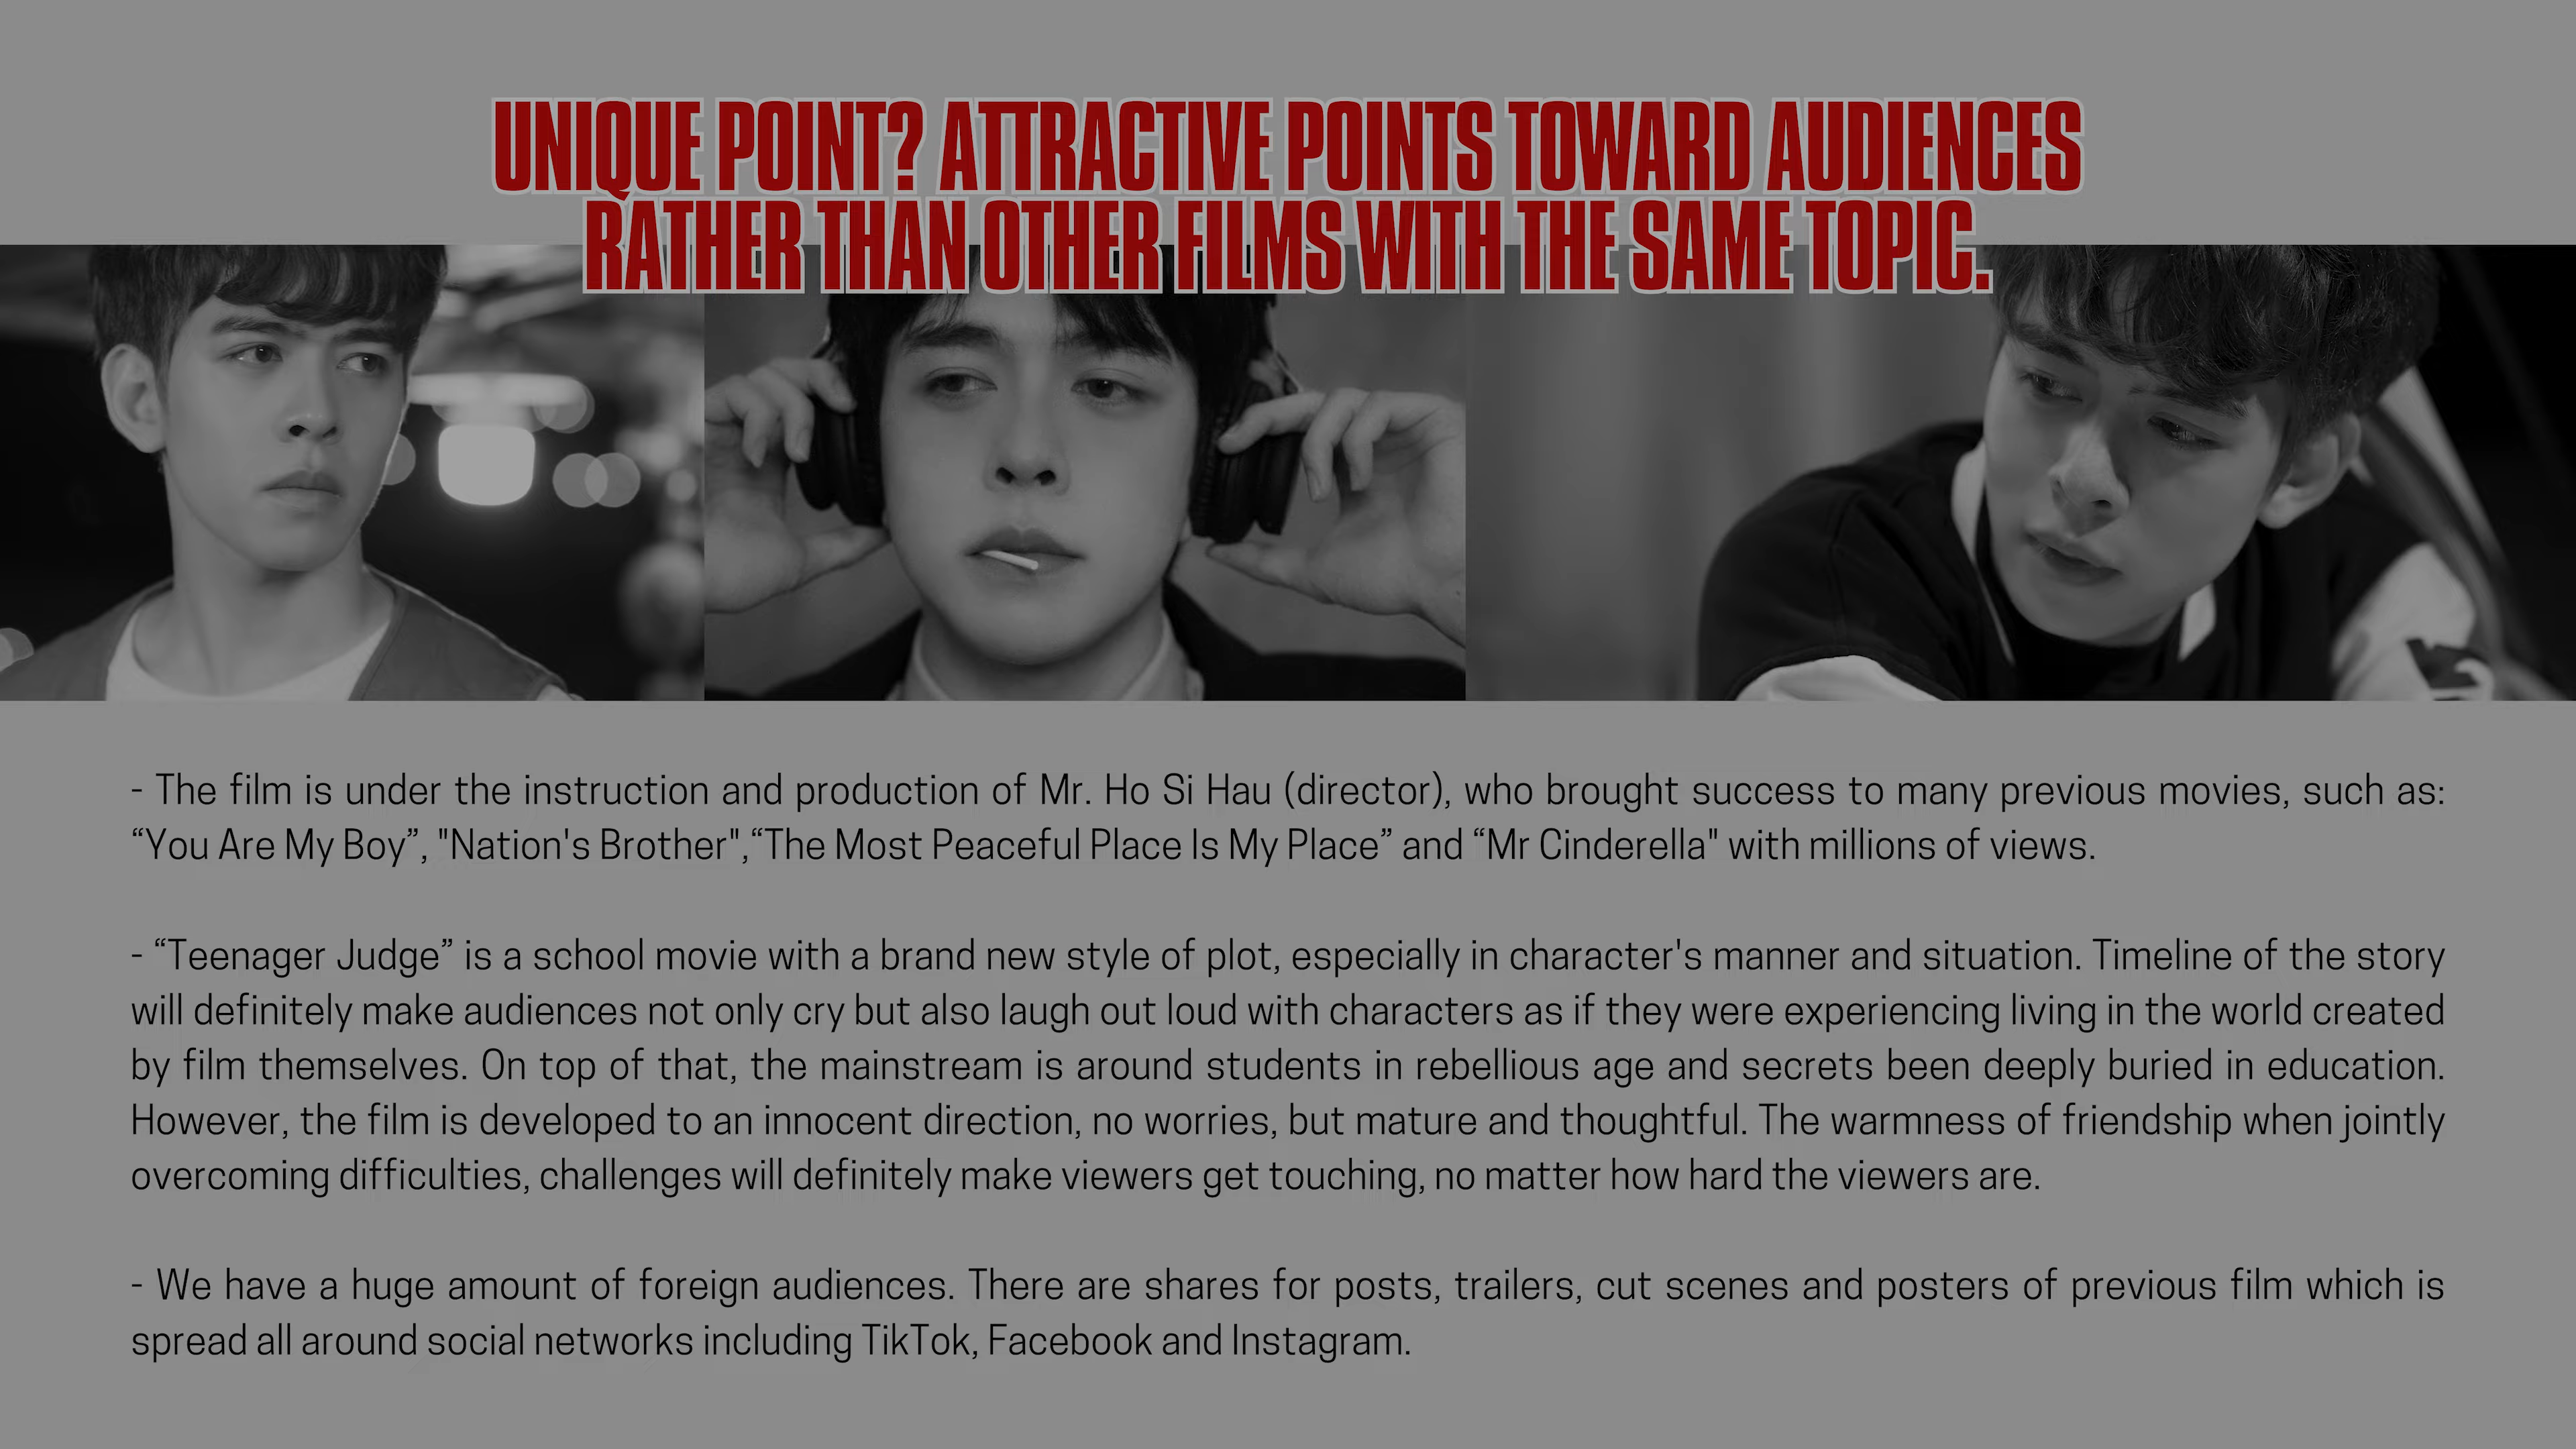 UNIQUE POINT? ATTRACTIVE POINTS TOWARD AUDIENCES
RATHER THAN OTHER FILMS WITH THE SAME TOPIC.
- The film is under the instruction and production of Mr. Ho Si Hau (director), who brought success to many previous movies, such as:
“You Are My Boy”, "Nation's Brother",“The Most Peaceful Place Is My Place” and “Mr Cinderella" with millions of views.
- “Teenager Judge” is a school movie with a brand new style of plot, especially in character's manner and situation. Timeline of the story
will definitely make audiences not only cry but also laugh out loud with characters as if they were experiencing living in the world created
by film themselves. On top of that, the mainstream is around students in rebellious age and secrets been deeply buried in education.
However, the film is developed to an innocent direction, no worries, but mature and thoughtful. The warmness of friendship when jointly
overcoming difficulties, challenges will definitely make viewers get touching, no matter how hard the viewers are.
- We have a huge amount of foreign audiences. There are shares for posts, trailers, cut scenes and posters of previous film which is
spread all around social networks including TikTok, Facebook and Instagram.